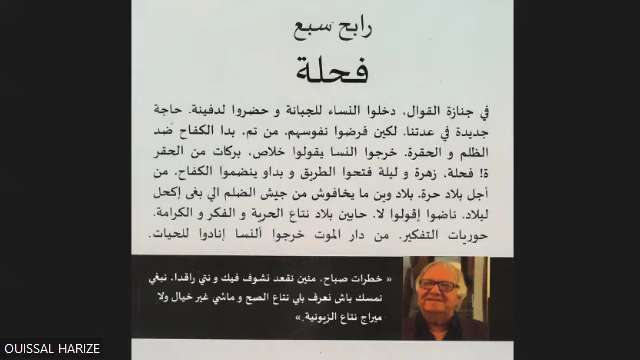 رابح سبع
فحلة
في جنازة القوال، دخلوا النساء للجبانة و حضروا لدفينة. حاجة
جديدة في عدتنا. لكين فرضوا نفوسهم. من تم، بدا الكفاح ضد
الظلم و الحقرة. خرجوا النسا يقولوا خلاص، بركات من الحقر
ة! فحلة، زهرة و ليلة فتحوا الطريق و بداو ينضموا الكفاح. من
أجل بلاد حرة. بلاد وين ما يخافوش من جيش الضلم الي بغى إكحل
لبلاد. ناضوا إقولوا لا. حابين بلاد نتاع الحرية و الفكر و الكرامة.
حوريات التفكير. من دار الموت خرجوا ألنسا إنادوا للحيات.
« خطرات صباح، متين نقعد نشوف فيك و نتي راقدا، نبغي
نمسك باش نعرف بلي نتاع الصح و ماشي غير خيال ولا
ميراج نتاع الزبونية.»
OUISSAL HARIZE